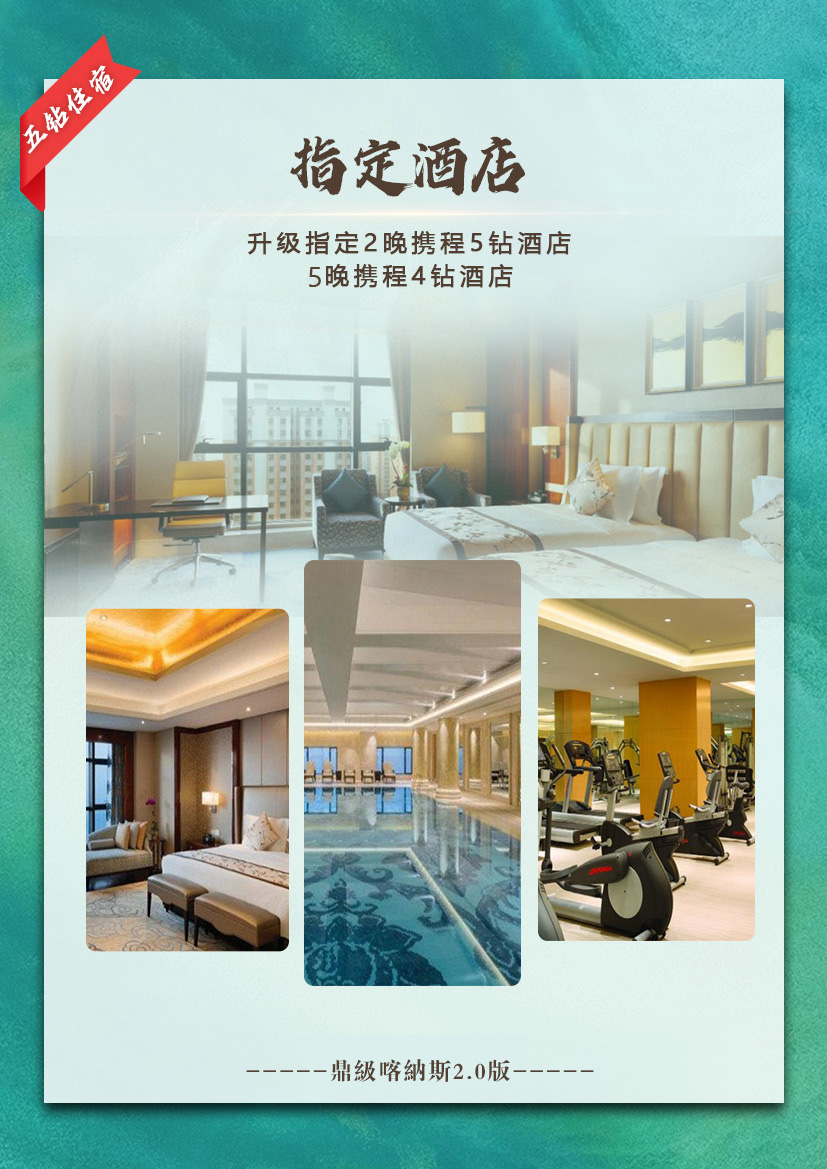 五钻住宿
指定酒店
升级指定2晚携程5钻酒店
5晚携程4钻酒店
-----鼎級喀納斯2.0版-----